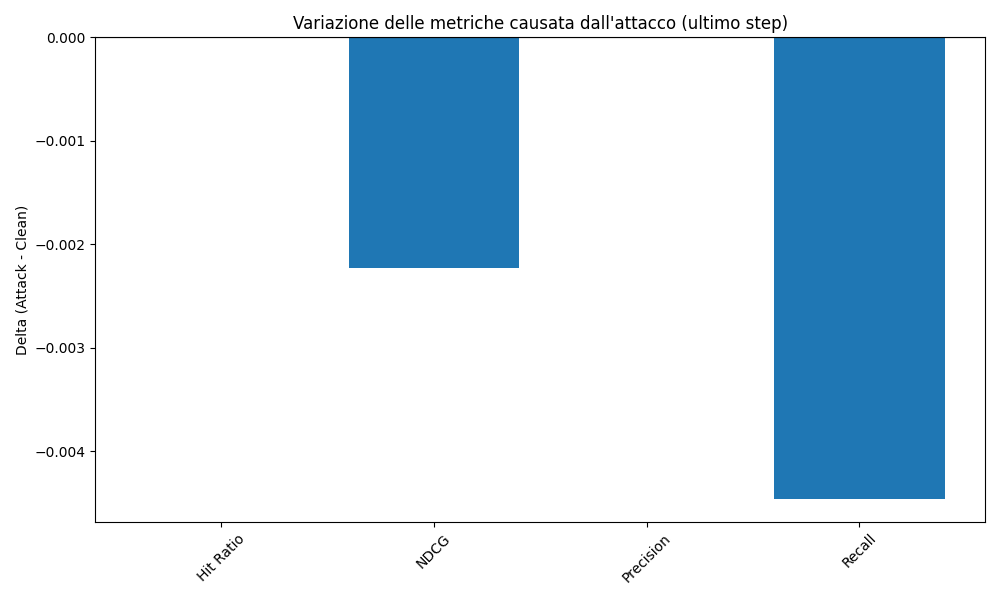 Variazione delle metriche causata dall'attacco (ultimo step)
Delta (Attack - Clean)
0.000
−0.001
−0.002
−0.003
−0.004
Hit Ratio
NDCG
Precision
Recall